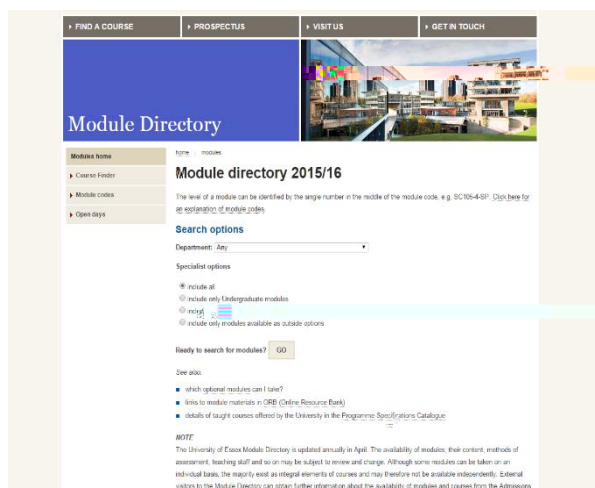 FIND A COURSE
PROSPECTUS
VISIT US
GET IN TOUCH
Module Directory
home modules
Modules home
Course Finder
Module codes
Open days
Module directory 2015/16
The level of a module can be identified by the single number in the middle of the module code, e.g. SC105-4-SP. Click here for
an explanation of module codes.
Search options
Department: Any
Specialist options
include all
include only Undergraduate modules
include only modules available as outside options
Ready to search for modules? GO
See also:
which optional modules can I take?
links to module materials in ORB (Online Resource Bank)
details of taught courses offered by the University in the Programme Specifications Catalogue
NOTE
The University of Essex Module Directory is updated annually in April. The availability of modules, their content, methods of
assessment, teaching staff and so on may be subject to review and change. Although some modules can be taken on an
individual basis, the majority exist as integral elements of courses and may therefore not be available independently. External
visitors to the Module Directory can obtain further information about the availability of modules and courses from the Admissions